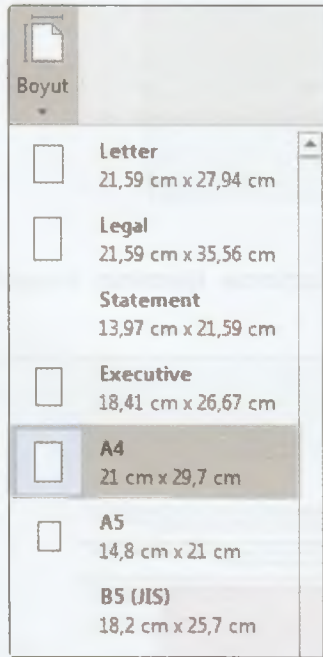 Boyut
Letter
21,59 cm x 27,94 cm
Legal
21,59 cm x 35,56 cm
Statement
13,97 cm x 21,59 cm
Executive
18,41 cm x 26,67 cm
A4
21 cm x 29,7 cm
A5
14,8 cm x 21 cm
B5 (JIS)
18,2 cm x 25,7 cm